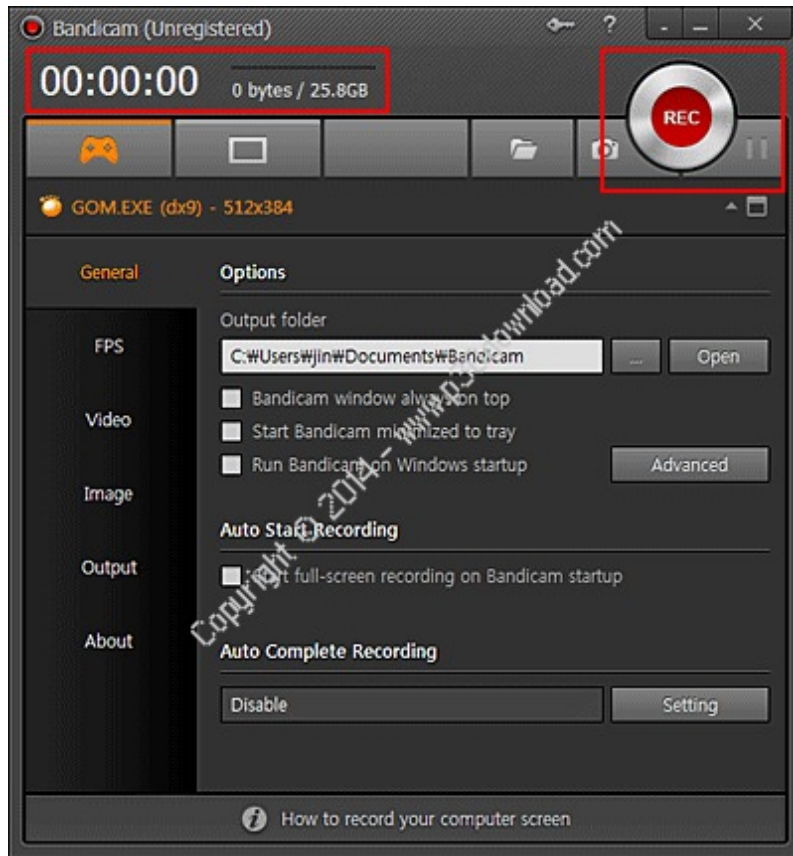 Bandicam (Unregistered)
?
00:00:00
0 bytes / 25.8GB
REC
GOM.EXE (dx9) - 512x384
General
FPS
Video
Image
Output
About
Options
Output folder
C:₩Users₩jin₩Documents₩Bandicam
...
Open
Bandicam window always on top
Start Bandicam minimized to tray
Run Bandicam on Windows startup
Advanced
Auto Start Recording
Start full-screen recording on Bandicam startup
Auto Complete Recording
Disable
Setting
How to record your computer screen
Copyright © 2014 - www.p30download.com